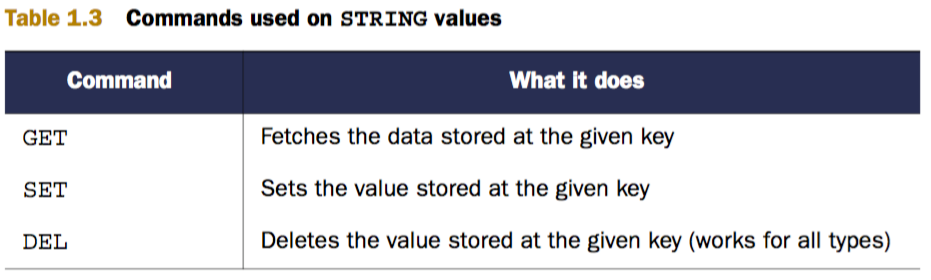 Table 1.3 Commands used on STRING values
Command What it does
GET Fetches the data stored at the given key
SET Sets the value stored at the given key
DEL Deletes the value stored at the given key (works for all types)